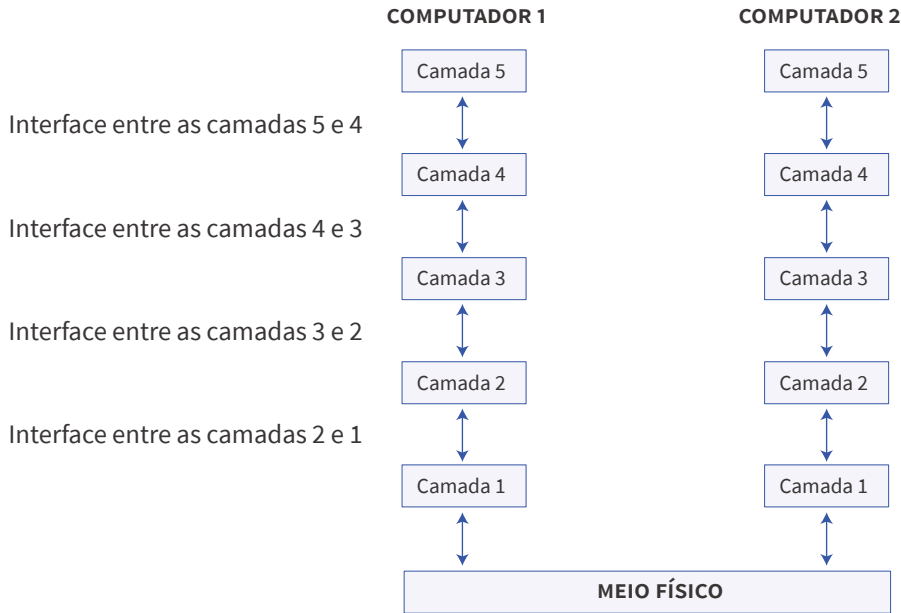 COMPUTADOR 1 COMPUTADOR 2
Camada 5 Camada 5
Interface entre as camadas 5 e 4
Camada 4 Camada 4
Interface entre as camadas 4 e 3
Camada 3 Camada 3
Interface entre as camadas 3 e 2
Camada 2 Camada 2
Interface entre as camadas 2 e 1
Camada 1 Camada 1
MEIO FÍSICO